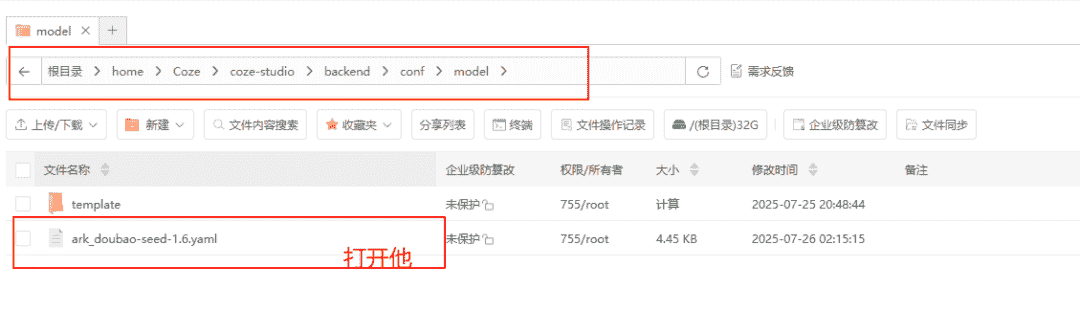 model × +
根目录 > home > Coze > coze-studio > backend > conf > model > 需求反馈
上传/下载 新建 文件内容搜索 收藏夹 分享列表 终端 文件操作记录 /(根目录)32G 企业级防篡改 文件同步
文件名称 企业级防篡改 权限/所有者 大小 修改时间 备注
template 未保护 755/root 计算 2025-07-25 20:48:44
ark_doubao-seed-1.6.yaml 未保护 755/root 4.45 KB 2025-07-26 02:15:15
打开他